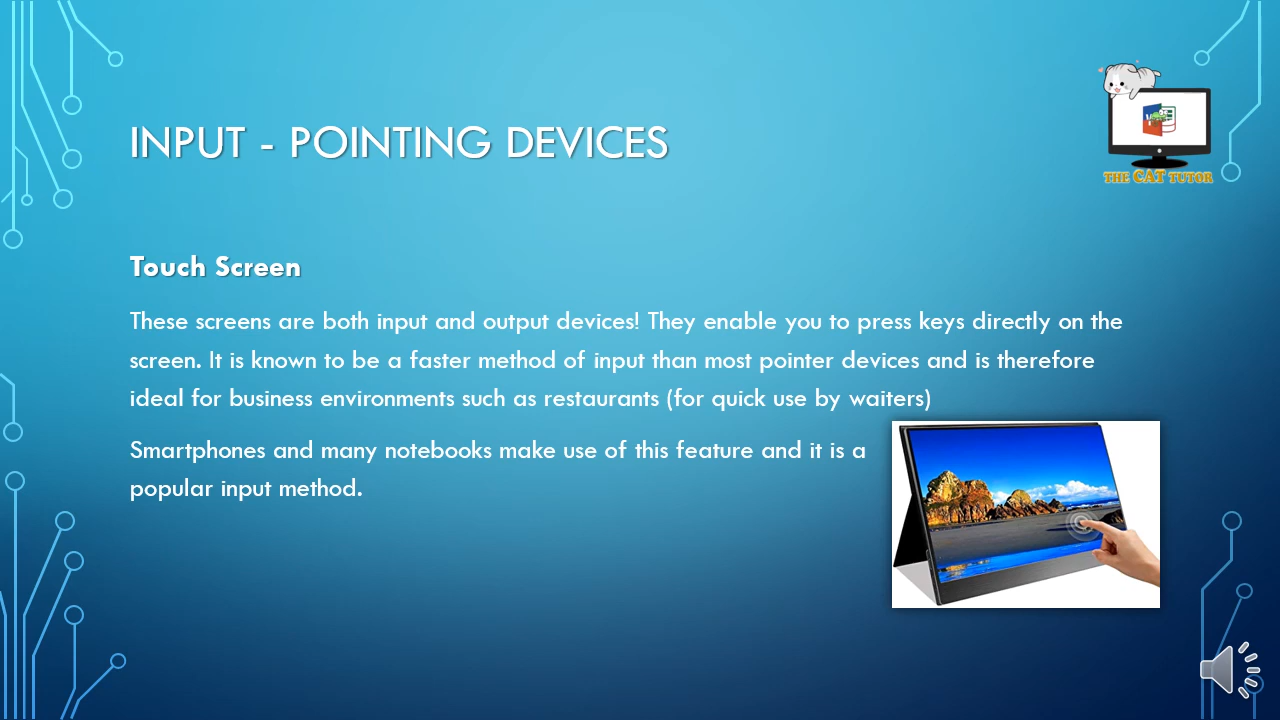 INPUT - POINTING DEVICES
THE CAT TUTOR
Touch Screen
These screens are both input and output devices! They enable you to press keys directly on the
screen. It is known to be a faster method of input than most pointer devices and is therefore
ideal for business environments such as restaurants (for quick use by waiters)
Smartphones and many notebooks make use of this feature and it is a
popular input method.